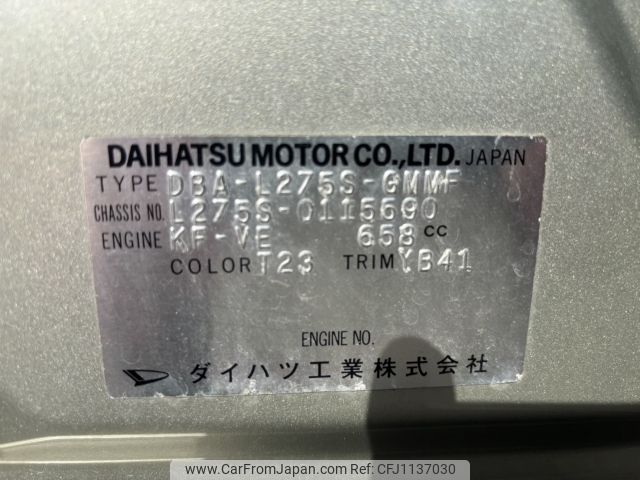 DAIHATSU MOTOR CO.,LTD. JAPAN
TYPE DBA-L275S-GMMF
CHASSIS NO. L275S-0115690
ENGINE KF-VE 658 CC
COLOR T23 TRIM YB41
ENGINE NO.
ダイハツ工業株式会社
www.CarFromJapan.com | REF No. CFJ1137030